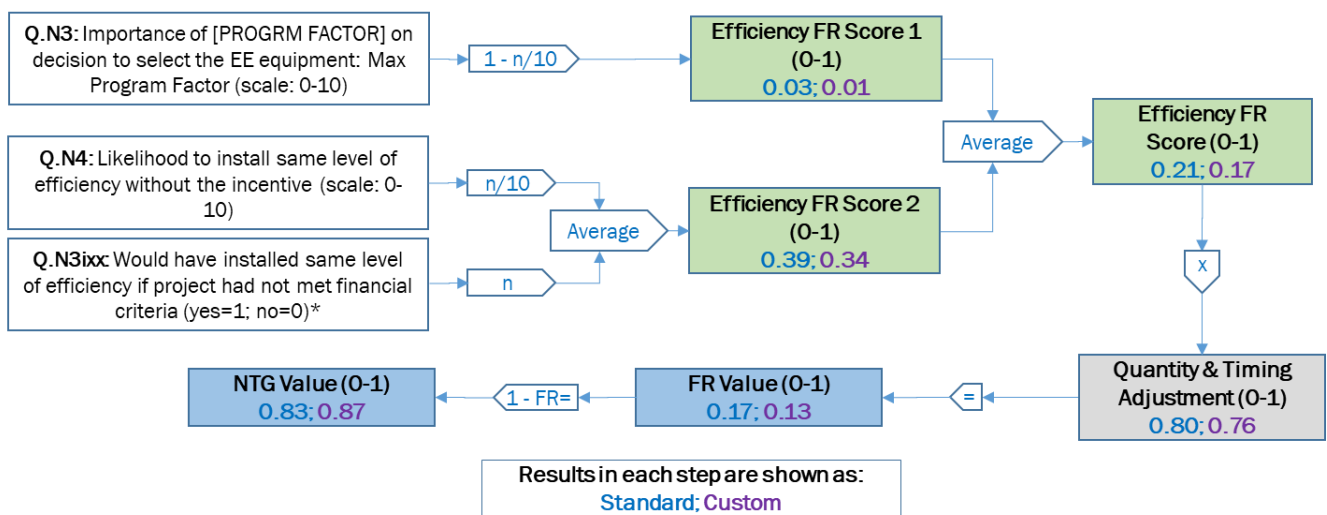 Q.N3: Importance of [PROGRM FACTOR] on
decision to select the EE equipment: Max
Program Factor (scale: 0-10)
1 - n/10
Efficiency FR Score 1
(0-1)
0.03; 0.01
Q.N4: Likelihood to install same level of
efficiency without the incentive (scale: 0-
10)
n/10
Q.N3ixx: Would have installed same level
of efficiency if project had not met financial
criteria (yes=1; no=0)*
n
Average
Efficiency FR Score 2
(0-1)
0.39; 0.34
Average
Efficiency FR
Score (0-1)
0.21; 0.17
x
Quantity & Timing
Adjustment (0-1)
0.80; 0.76
=
FR Value (0-1)
0.17; 0.13
1 - FR=
NTG Value (0-1)
0.83; 0.87
Results in each step are shown as:
Standard; Custom